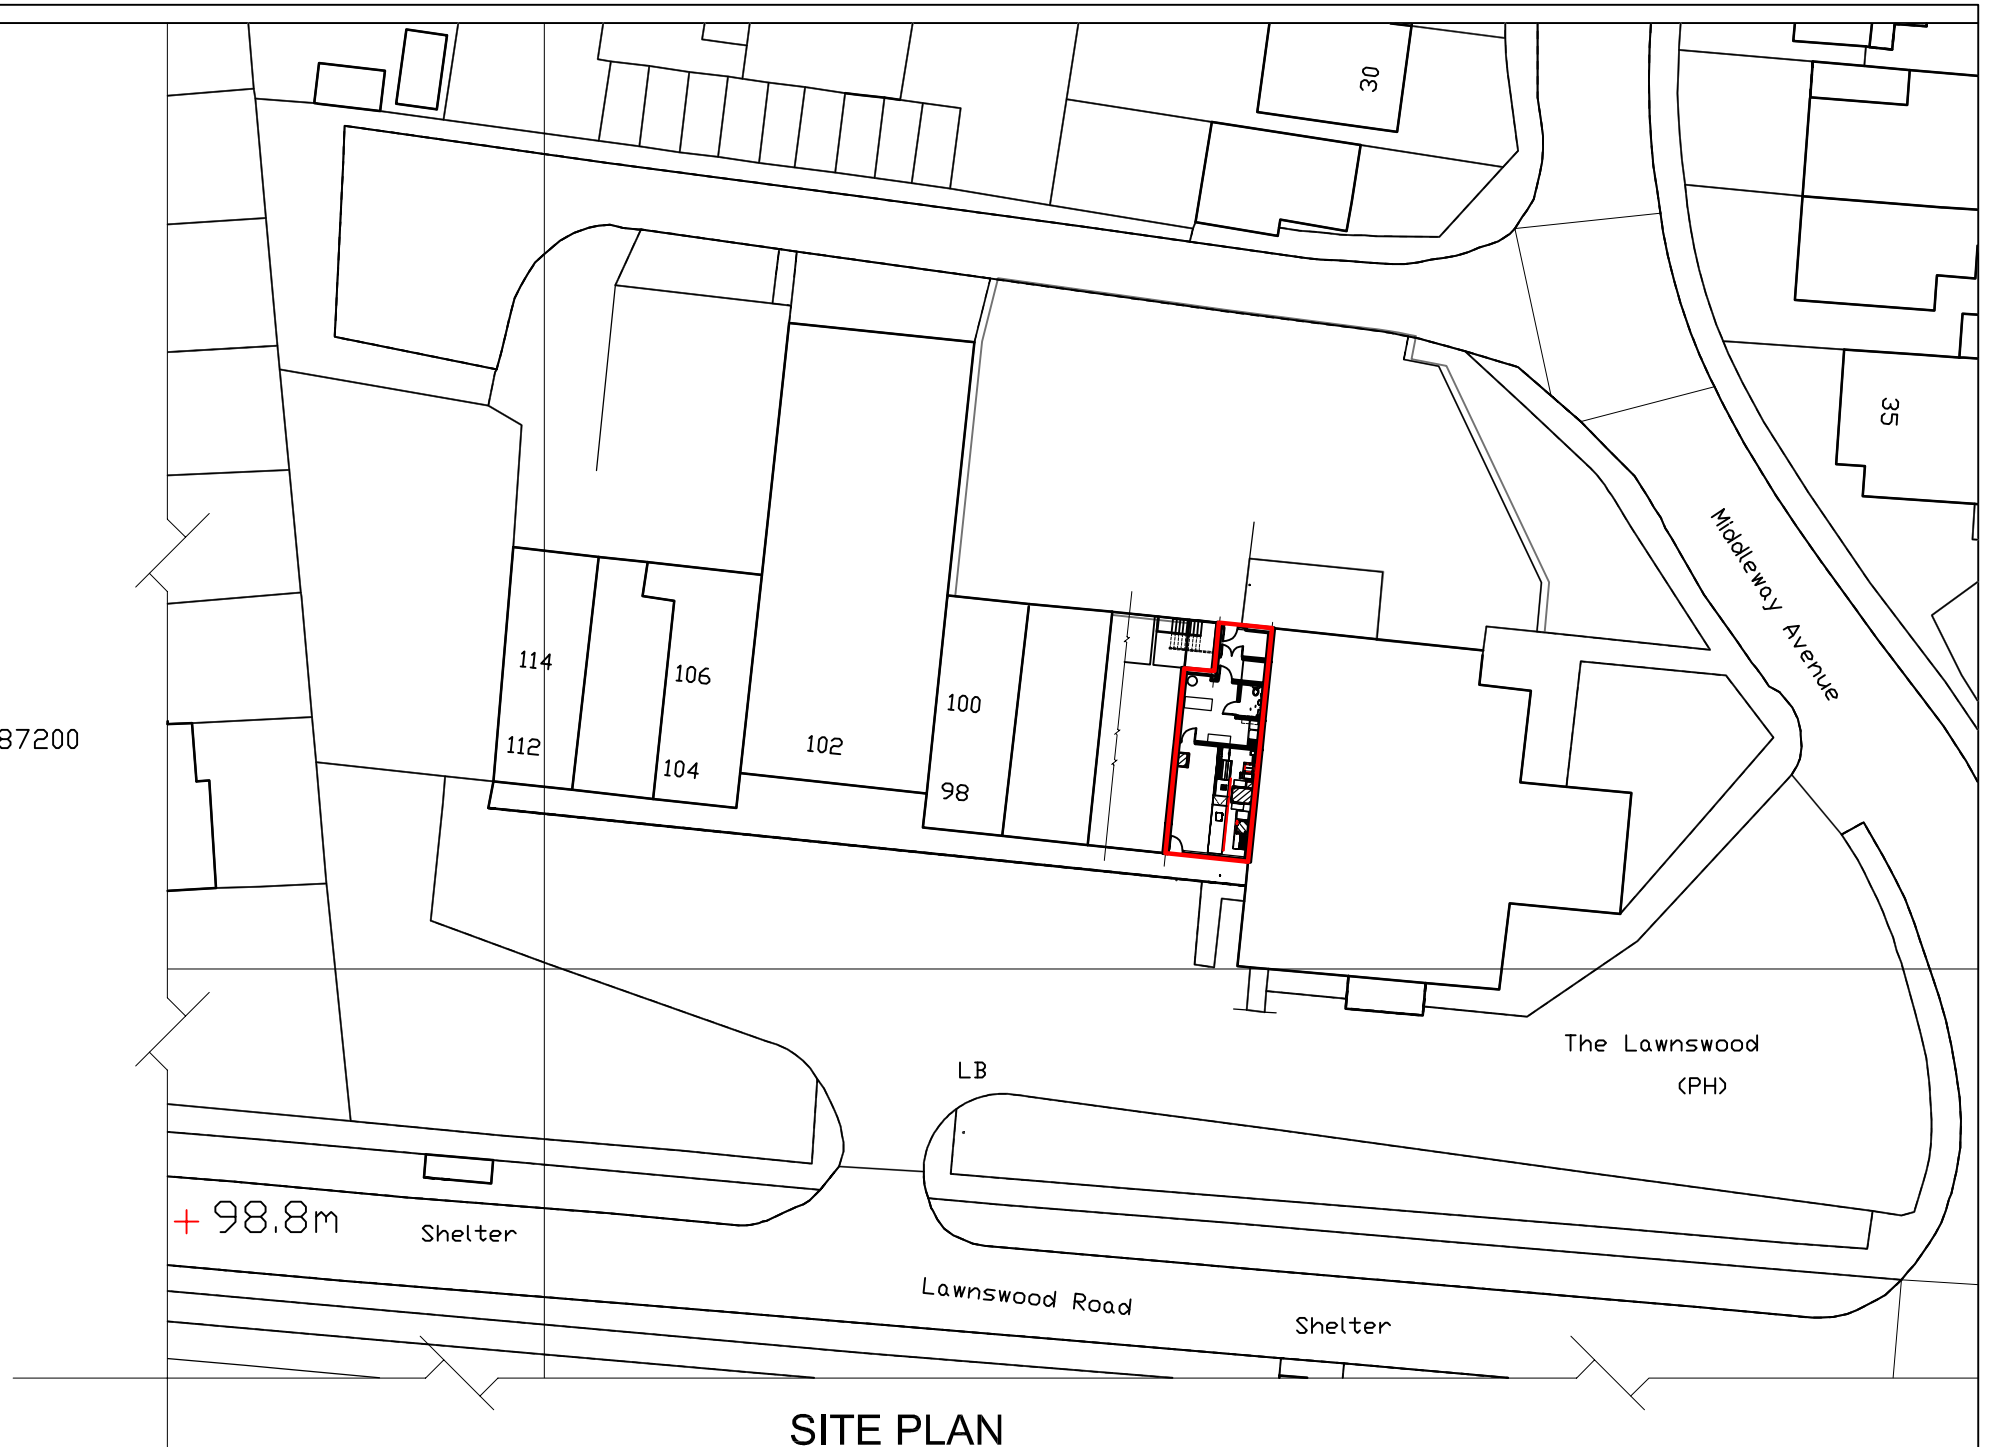 30
35
Middleway Avenue
114
106
100
112
104
102
98
87200
The Lawnswood
(PH)
LB
98.8m
Shelter
Lawnswood Road
Shelter
SITE PLAN